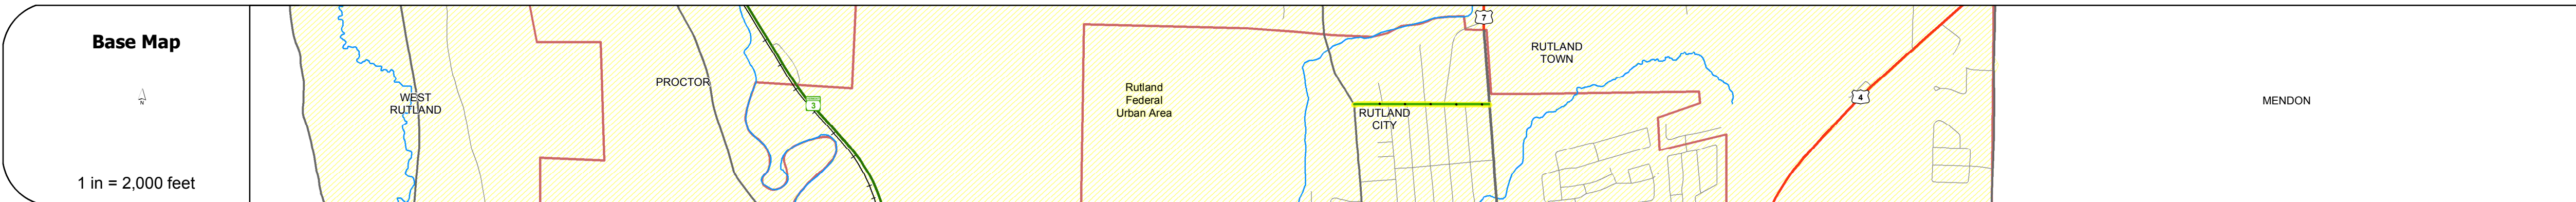 Base Map
N
1 in = 2,000 feet
WEST
RUTLAND
PROCTOR
3
Rutland
Federal
Urban Area
RUTLAND
CITY
7
RUTLAND
TOWN
4
MENDON